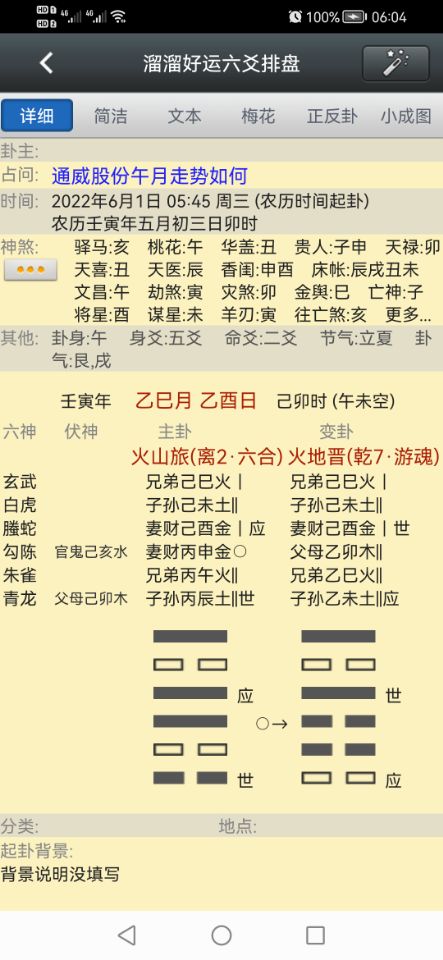 HD 1 4G 4G 100% 06:04
HD 2
溜溜好运六爻排盘
详细 简洁 文本 梅花 正反卦 小成图
卦主:
占问: 通威股份午月走势如何
时间: 2022年6月1日 05:45 周三 (农历时间起卦)
农历壬寅年五月初三日卯时
神煞: 驿马:亥 桃花:午 华盖:丑 贵人:子申 天禄:卯
天喜:丑 天医:辰 香闺:申酉 床帐:辰戌丑未
文昌:午 劫煞:寅 灾煞:卯 金舆:巳 亡神:子
将星:酉 谋星:未 羊刃:寅 往亡煞:亥 更多...
其他: 卦身:午 身爻:五爻 命爻:二爻 节气:立夏 卦
气:艮,戌
壬寅年 乙巳月 乙酉日 己卯时 (午未空)
六神 伏神 主卦 变卦
火山旅(离2·六合) 火地晋(乾7·游魂)
玄武 兄弟己巳火| 兄弟己巳火|
白虎 子孙己未土|| 子孙己未土||
螣蛇 妻财己酉金|应 妻财己酉金|世
勾陈 官鬼己亥水 妻财丙申金○ 父母乙卯木||
朱雀 兄弟丙午火|| 兄弟乙巳火||
青龙 父母己卯木 子孙丙辰土||世 子孙乙未土||应
应 世
○→
世 应
分类: 地点:
起卦背景:
背景说明没填写